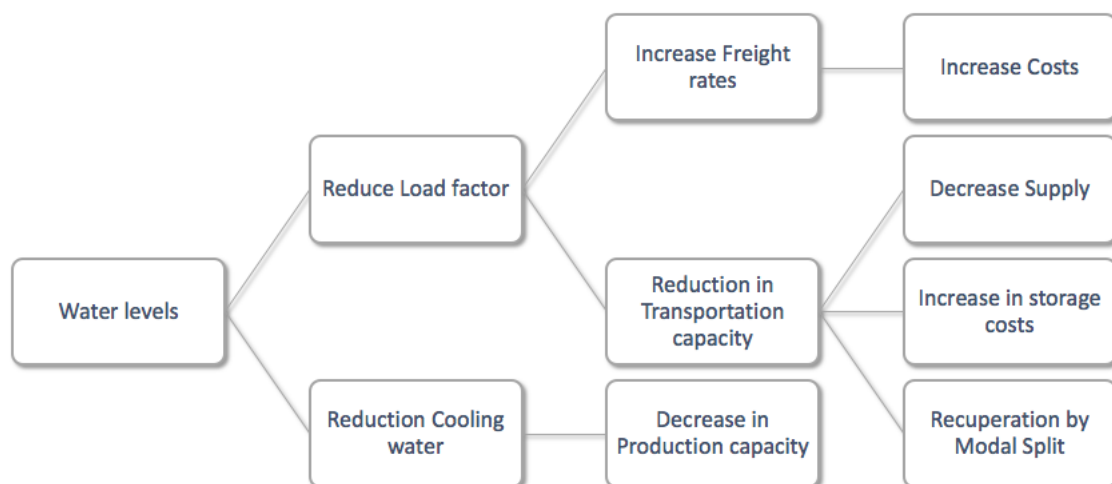 Increase Freight
rates
Increase Costs
Reduce Load factor
Decrease Supply
Water levels
Reduction in
Transportation
capacity
Increase in storage
costs
Reduction Cooling
water
Decrease in
Production capacity
Recuperation by
Modal Split